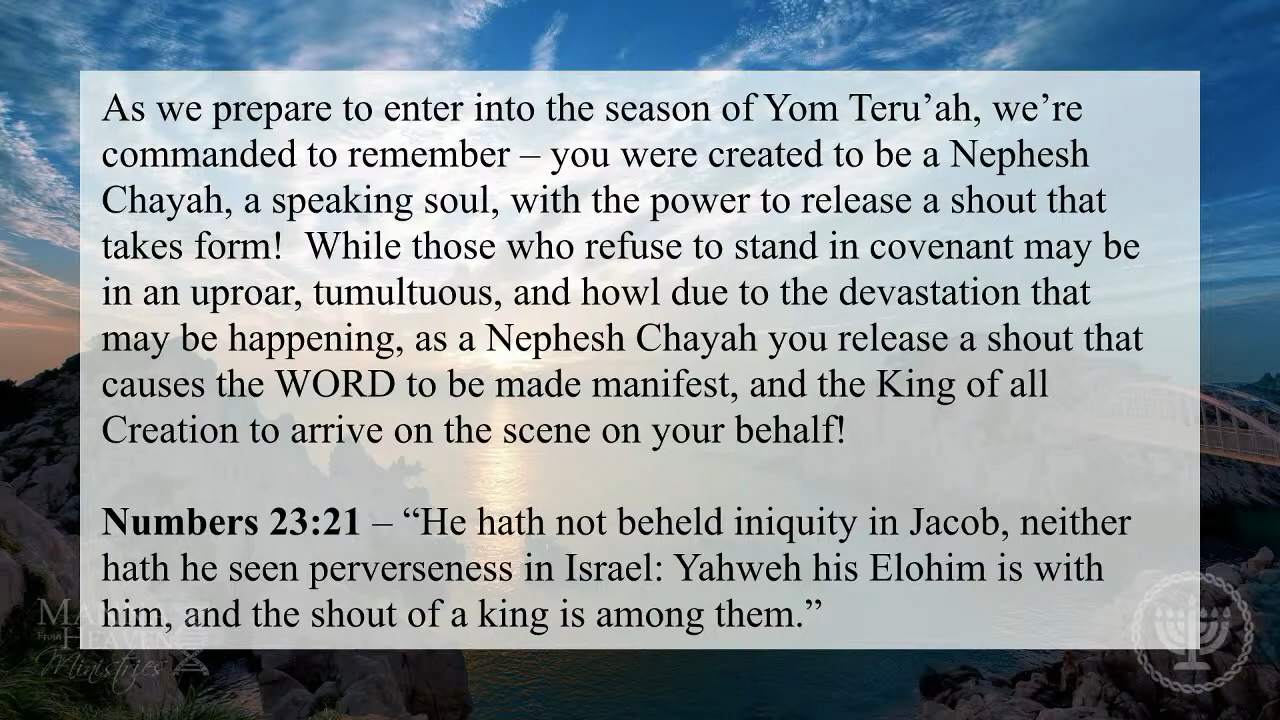 As we prepare to enter into the season of Yom Teru’ah, we’re
commanded to remember – you were created to be a Nephesh
Chayah, a speaking soul, with the power to release a shout that
takes form!  While those who refuse to stand in covenant may be
in an uproar, tumultuous, and howl due to the devastation that
may be happening, as a Nephesh Chayah you release a shout that
causes the WORD to be made manifest, and the King of all
Creation to arrive on the scene on your behalf!
Numbers 23:21 – “He hath not beheld iniquity in Jacob, neither
hath he seen perverseness in Israel: Yahweh his Elohim is with
him, and the shout of a king is among them.”
From Heaven
Ministries